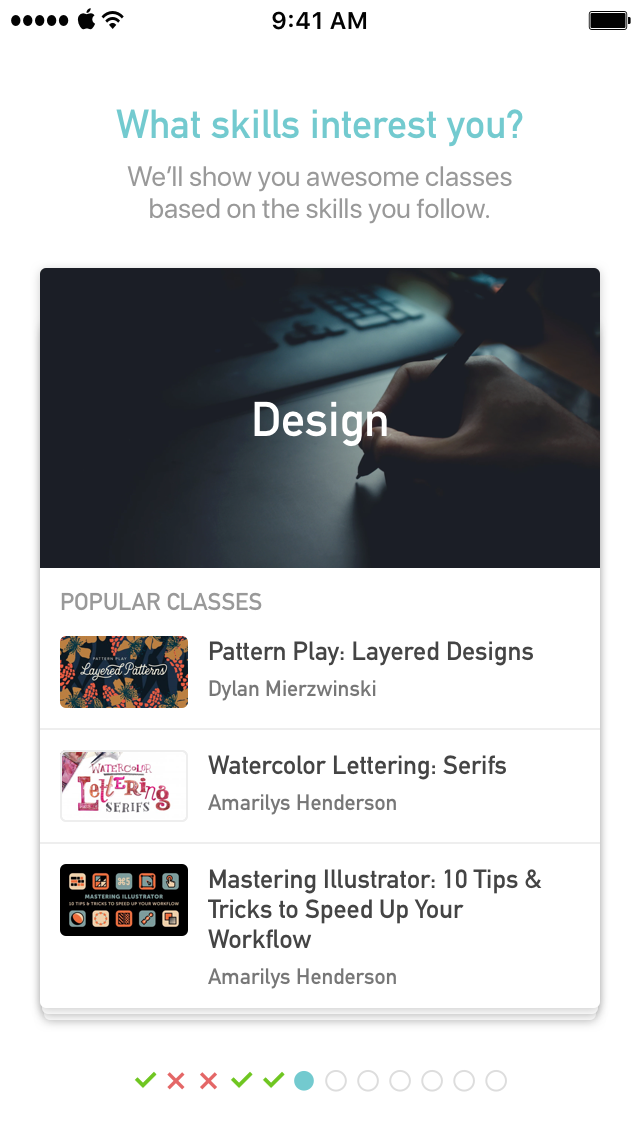 9:41 AM
What skills interest you?
We’ll show you awesome classes
based on the skills you follow.
Design
POPULAR CLASSES
PATTERN PLAY
Layered Patterns
Pattern Play: Layered Designs
Dylan Mierzwinski
WATERCOLOR
LETTERING
SERIFS
Watercolor Lettering: Serifs
Amarilys Henderson
MASTERING ILLUSTRATOR
10 TIPS & TRICKS TO SPEED UP YOUR WORKFLOW
Mastering Illustrator: 10 Tips &
Tricks to Speed Up Your
Workflow
Amarilys Henderson